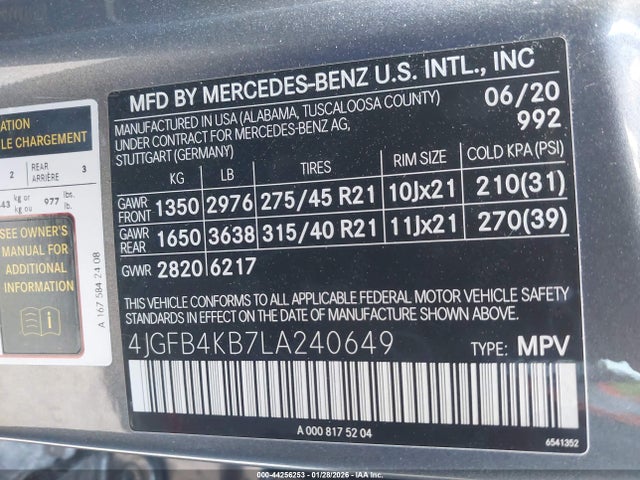 ATION
LE CHARGEMENT
2 REAR ARRIÈRE 3
kg or kg ou 977 lbs. lb.
SEE OWNER'S
MANUAL FOR
ADDITIONAL
INFORMATION
A 167 584 24 08
MFD BY MERCEDES-BENZ U.S. INTL., INC
MANUFACTURED IN USA (ALABAMA, TUSCALOOSA COUNTY) 06/20
UNDER CONTRACT FOR MERCEDES-BENZ AG, 992
STUTTGART (GERMANY)
KG LB TIRES RIM SIZE COLD KPA (PSI)
GAWR FRONT 1350 2976 275/45 R21 10Jx21 210(31)
GAWR REAR 1650 3638 315/40 R21 11Jx21 270(39)
GVWR 2820 6217
THIS VEHICLE CONFORMS TO ALL APPLICABLE FEDERAL MOTOR VEHICLE SAFETY
STANDARDS IN EFFECT ON THE DATE OF MANUFACTURE SHOWN ABOVE.
4JGFB4KB7LA240649 TYPE: MPV
A 000 817 52 04
6541352
000-44256253 - 01/28/2026 - IAA Inc.